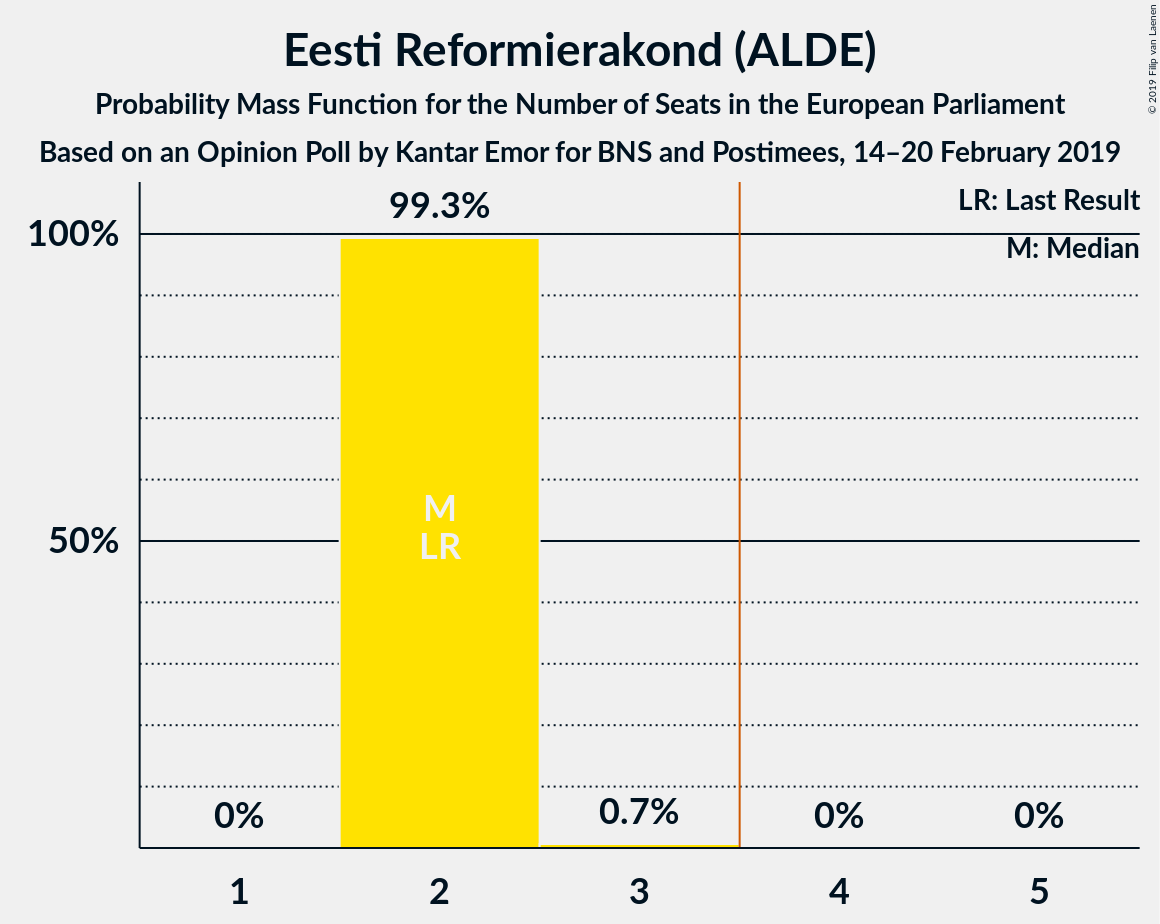 Eesti Reformierakond (ALDE)
Probability Mass Function for the Number of Seats in the European Parliament
Based on an Opinion Poll by Kantar Emor for BNS and Postimees, 14–20 February 2019
© 2019 Filip van Laenen
LR: Last Result
M: Median
99.3%
100%
50%
M
LR
0%
0.7%
0%
0%
1
2
3
4
5